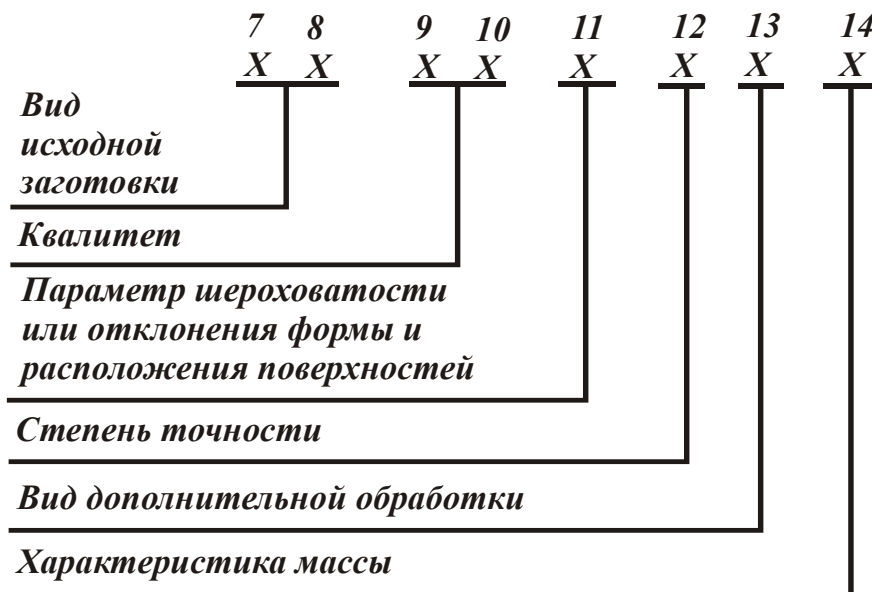 7 8 9 10 11 12 13 14
X X X X X X X X
Вид
исходной
заготовки
Квалитет
Параметр шероховатости
или отклонения формы и
расположения поверхностей
Степень точности
Вид дополнительной обработки
Характеристика массы